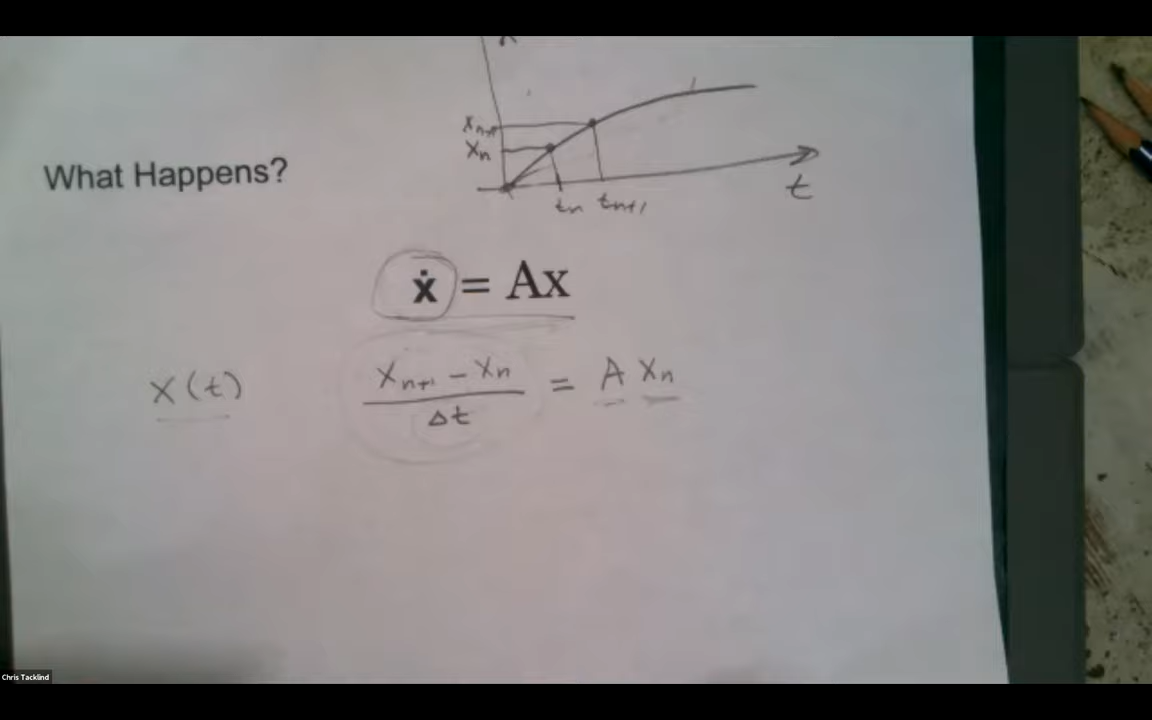 x
xₙ₊₁
xₙ
What Happens?
tₙ tₙ₊₁
t
ẋ = Ax
x(t)
xₙ₊₁ - xₙ = A xₙ
Δt
Chris Tacklind